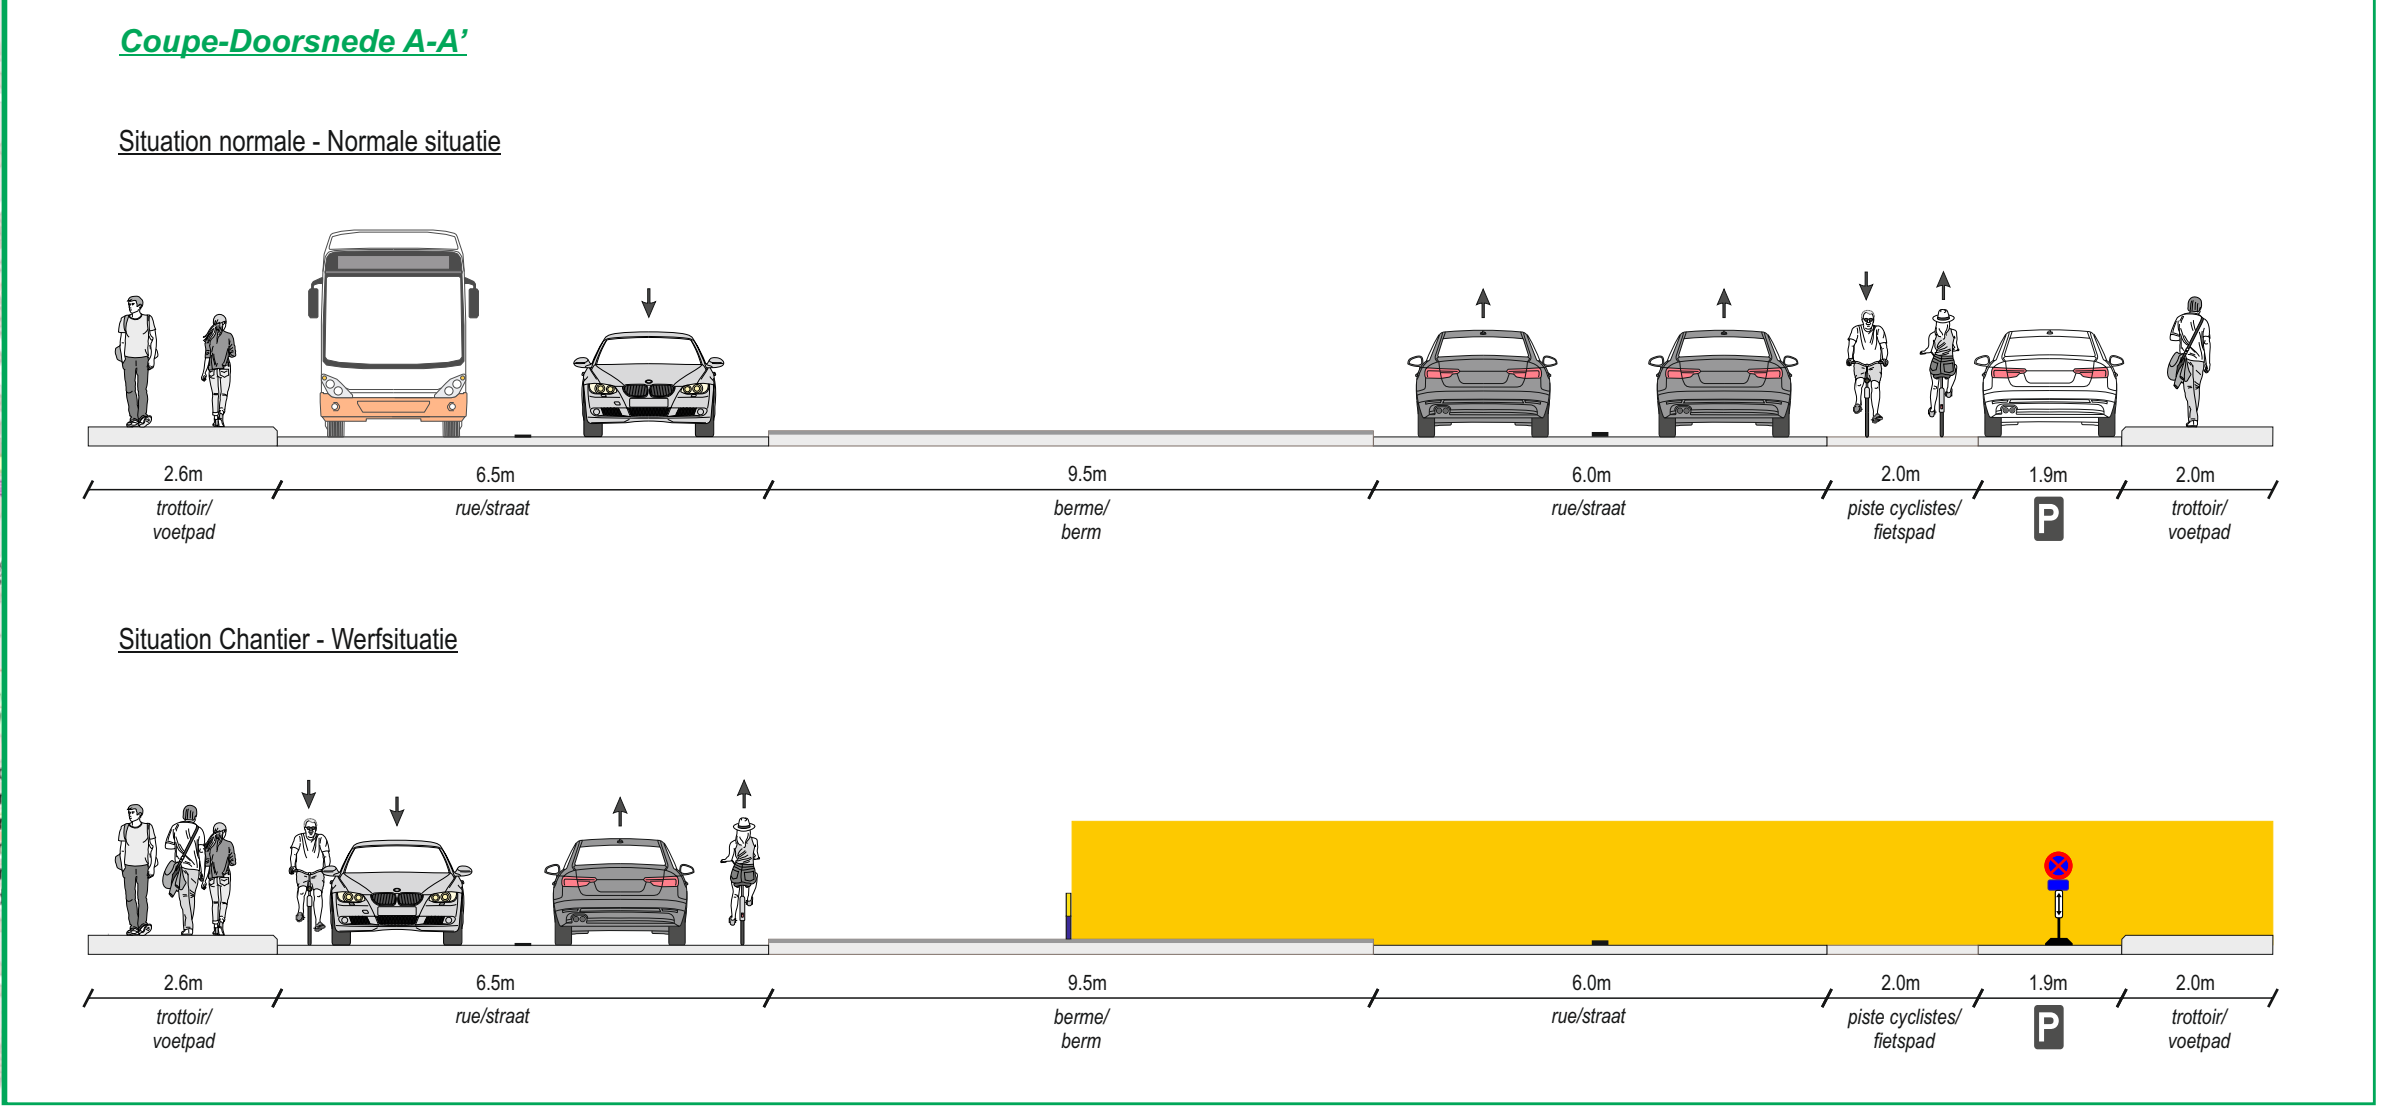 Coupe-Doorsnede A-A’
Situation normale - Normale situatie
2.6m 6.5m 9.5m 6.0m 2.0m 1.9m 2.0m
trottoir/ rue/straat berme/ rue/straat piste cyclistes/ P trottoir/
voetpad berm fietspad voetpad
Situation Chantier - Werfsituatie
2.6m 6.5m 9.5m 6.0m 2.0m 1.9m 2.0m
trottoir/ rue/straat berme/ rue/straat piste cyclistes/ P trottoir/
voetpad berm fietspad voetpad